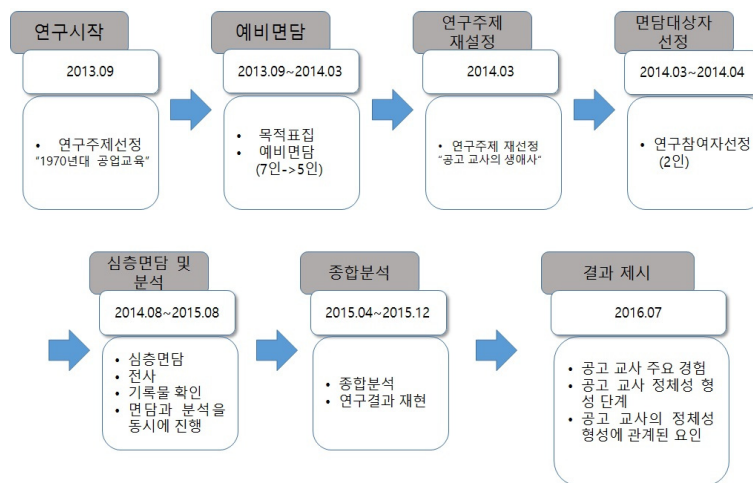 연구시작
2013.09
• 연구주제선정
"1970년대 공업교육"
예비면담
2013.09~2014.03
• 목적표집
• 예비면담
(7인->5인)
연구주제
재설정
2014.03
• 연구주제 재선정
"공고 교사의 생애사"
면담대상자
선정
2014.03~2014.04
• 연구참여자선정
(2인)
심층면담 및
분석
2014.08~2015.08
• 심층면담
• 전사
• 기록물 확인
• 면담과 분석을
동시에 진행
종합분석
2015.04~2015.12
• 종합분석
• 연구결과 재현
결과 제시
2016.07
• 공고 교사 주요 경험
• 공고 교사 정체성 형
성 단계
• 공고 교사의 정체성
형성에 관계된 요인